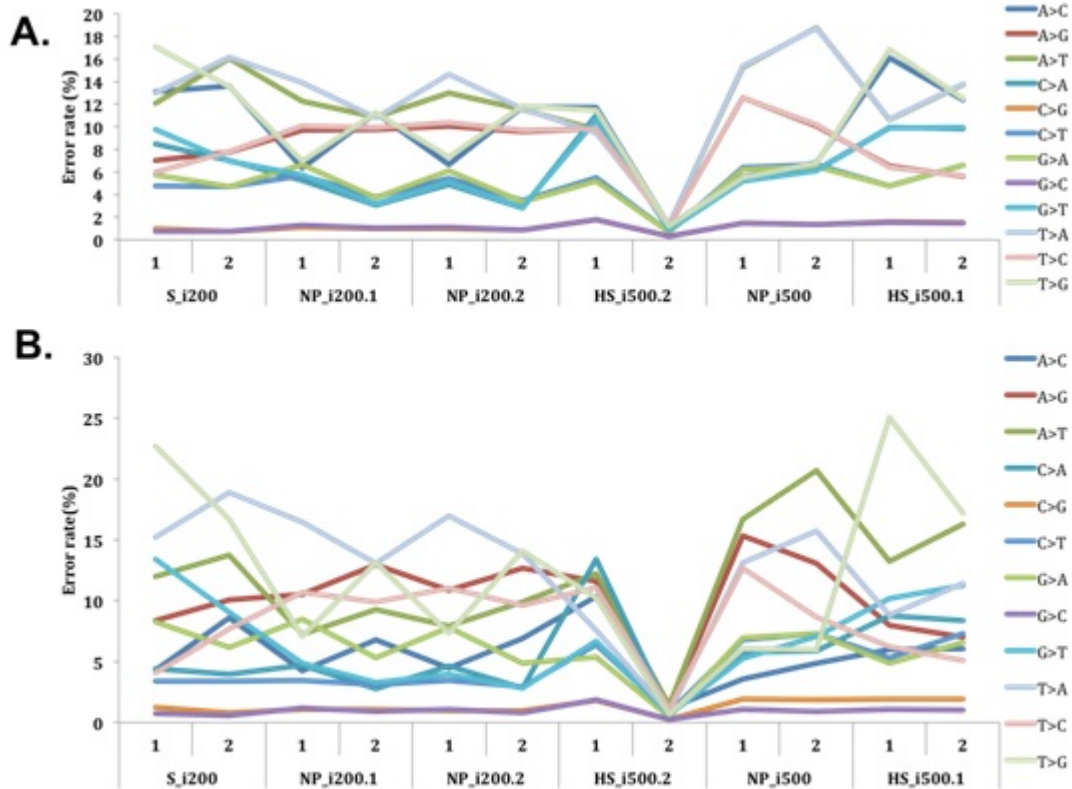 A.
Error rate (%)
20
18
16
14
12
10
8
6
4
2
0
1 2 1 2 1 2 1 2 1 2 1 2
S_i200 NP_i200.1 NP_i200.2 HS_i500.2 NP_i500 HS_i500.1
A>C
A>G
A>T
C>A
C>G
C>T
G>A
G>C
G>T
T>A
T>C
T>G
B.
Error rate(%)
30
25
20
15
10
5
0
1 2 1 2 1 2 1 2 1 2 1 2
S_i200 NP_i200.1 NP_i200.2 HS_i500.2 NP_i500 HS_i500.1
A>C
A>G
A>T
C>A
C>G
C>T
G>A
G>C
G>T
T>A
T>C
T>G